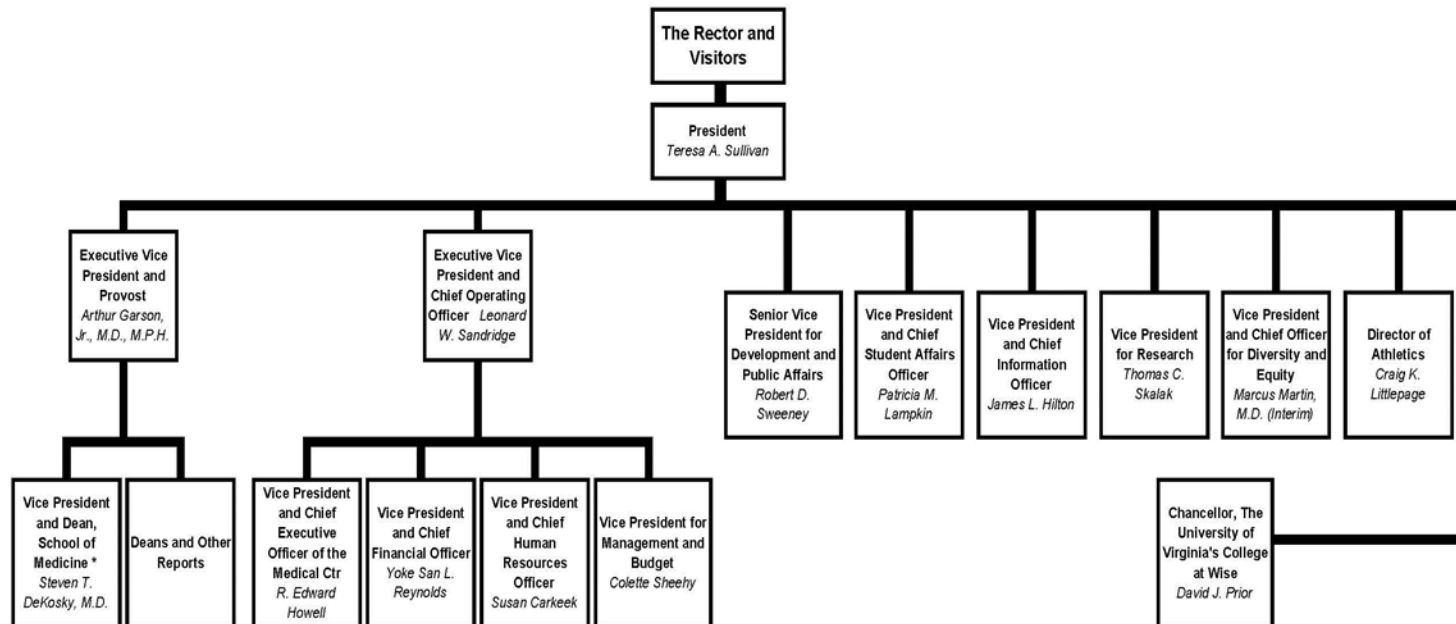 The Rector and
Visitors
President
Teresa A. Sullivan
Executive Vice
President and
Provost
Arthur Garson,
Jr., M.D., M.P.H.
Executive Vice
President and
Chief Operating
Officer Leonard
W. Sandridge
Senior Vice
President for
Development and
Public Affairs
Robert D.
Sweeney
Vice President
and Chief
Student Affairs
Officer
Patricia M.
Lampkin
Vice President
and Chief
Information
Officer
James L. Hilton
Vice President
for Research
Thomas C.
Skalak
Vice President
and Chief Officer
for Diversity and
Equity
Marcus Martin,
M.D. (Interim)
Director of
Athletics
Craig K.
Littlepage
Vice President
and Dean,
School of
Medicine *
Steven T.
DeKosky, M.D.
Deans and Other
Reports
Vice President
and Chief
Executive
Officer of the
Medical Ctr
R. Edward
Howell
Vice President
and Chief
Financial Officer
Yoke San L.
Reynolds
Vice President
and Chief
Human
Resources
Officer
Susan Carkeek
Vice President for
Management and
Budget
Colette Sheehy
Chancellor, The
University of
Virginia's College
at Wise
David J. Prior